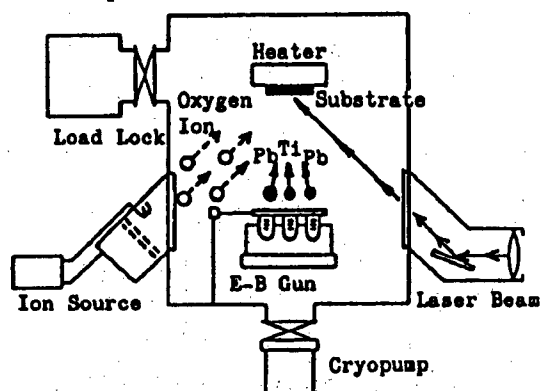 Heater
Substrate
Oxygen
Ion
Load Lock
Pb Ti Pb
E-B Gun
Ion Source
Laser Beam
Cryopump